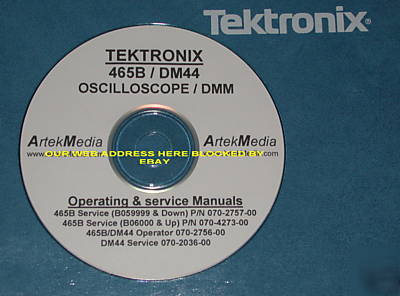 Tektronix®
TEKTRONIX
465B / DM44
OSCILLOSCOPE / DMM
ArtekMedia ArtekMedia
OUR WEB ADDRESS HERE BLOCKED BY
EBAY
Operating & service Manuals
465B Service (B059999 & Down) P/N 070-2757-00
465B Service (B06000 & Up) P/N 070-4273-00
465B/DM44 Operator 070-2756-00
DM44 Service 070-2036-00